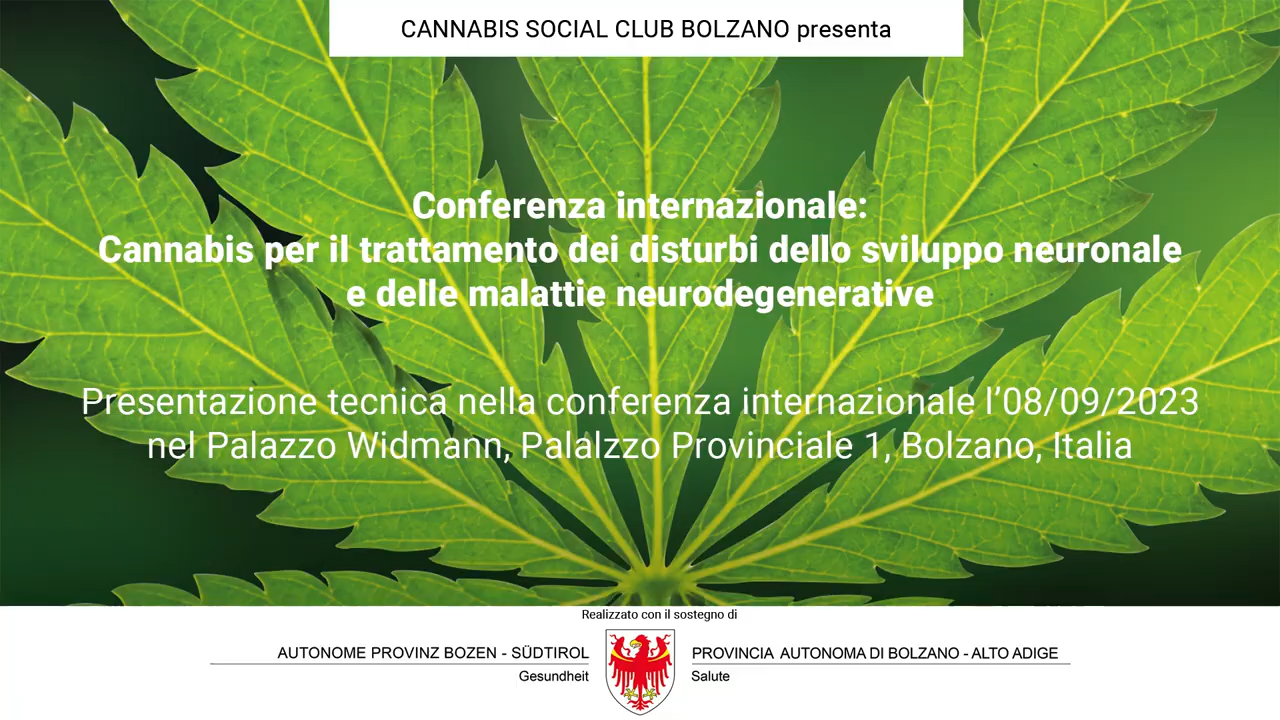 CANNABIS SOCIAL CLUB BOLZANO presenta
Conferenza internazionale:
Cannabis per il trattamento dei disturbi dello sviluppo neuronale
e delle malattie neurodegenerative
Presentazione tecnica nella conferenza internazionale l’08/09/2023
nel Palazzo Widmann, Palalzzo Provinciale 1, Bolzano, Italia
Realizzato con il sostegno di
AUTONOME PROVINZ BOZEN - SÜDTIROL
Gesundheit
PROVINCIA AUTONOMA DI BOLZANO - ALTO ADIGE
Salute